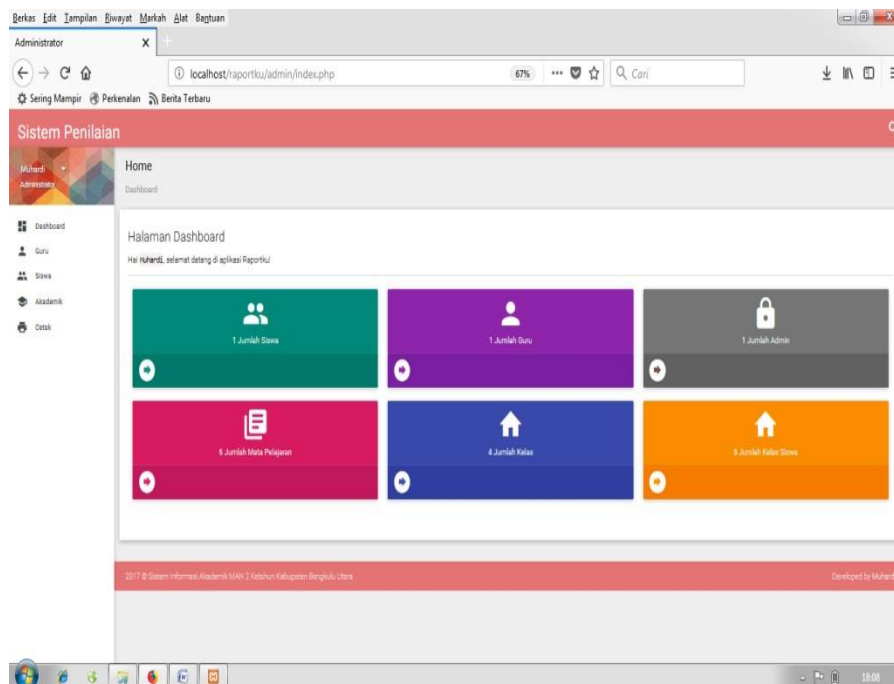 Berkas Edit Tampilan Riwayat Markah Alat Bantuan
Administrator
localhost/raportku/admin/index.php
67%
Cari
Sering Mampir Perkenalan Berita Terbaru
Sistem Penilaian
Muhardi
Administrator
Home
Dashboard
Dashboard
Guru
Siswa
Akademik
Cetak
Halaman Dashboard
Hai Muhardi, selamat datang di aplikasi Raportku!
1 Jumlah Siswa
1 Jumlah Guru
1 Jumlah Admin
6 Jumlah Mata Pelajaran
4 Jumlah Kelas
6 Jumlah Kelas Siswa
2017 © Sistem Informasi Akademik MAN 2 Ketahun Kabupaten Bengkulu Utara
Developed by Muhardi
18:08